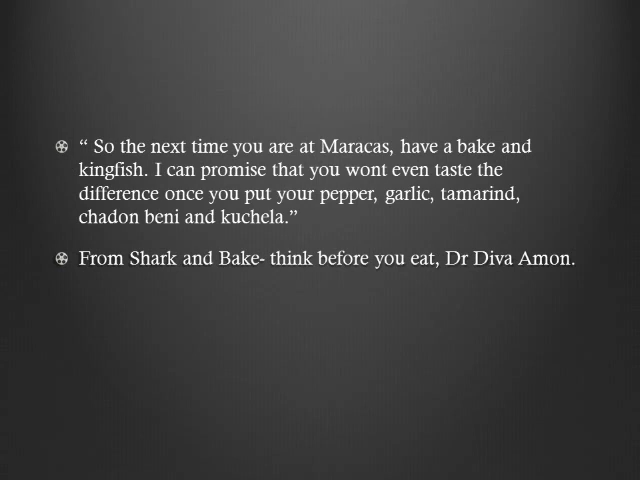 “ So the next time you are at Maracas, have a bake and
kingfish. I can promise that you wont even taste the
difference once you put your pepper, garlic, tamarind,
chadon beni and kuchela.”
From Shark and Bake- think before you eat, Dr Diva Amon.